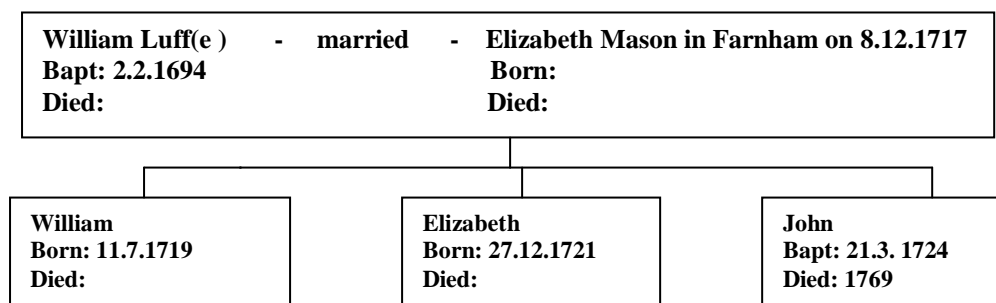 William Luff(e ) - married - Elizabeth Mason in Farnham on 8.12.1717
Bapt: 2.2.1694 Born:
Died: Died:
William
Born: 11.7.1719
Died:
Elizabeth
Born: 27.12.1721
Died:
John
Bapt: 21.3. 1724
Died: 1769